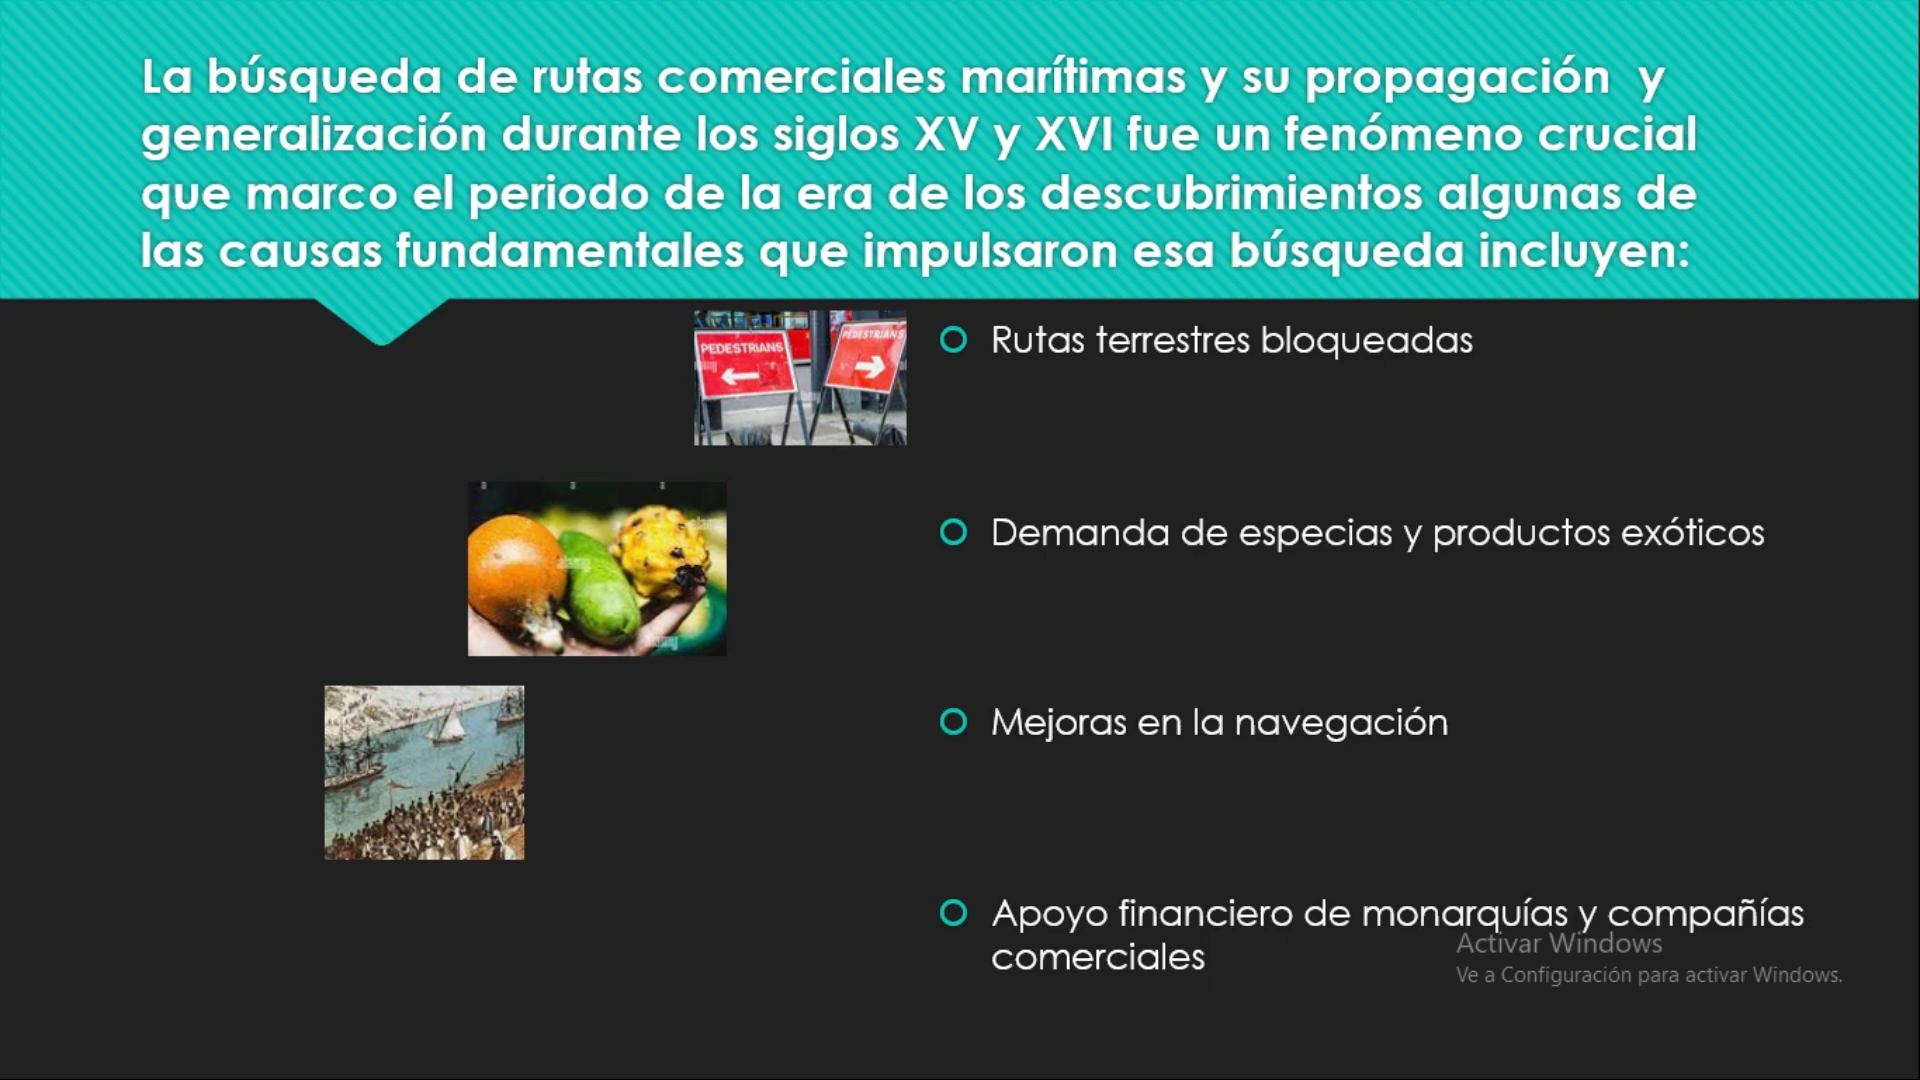 La búsqueda de rutas comerciales marítimas y su propagación y
generalización durante los siglos XV y XVI fue un fenómeno crucial
que marco el periodo de la era de los descubrimientos algunas de
las causas fundamentales que impulsaron esa búsqueda incluyen:
PEDESTRIANS
PEDESTRIANS
Rutas terrestres bloqueadas
Demanda de especias y productos exóticos
Mejoras en la navegación
Apoyo financiero de monarquías y compañías
comerciales
Activar Windows
Ve a Configuración para activar Windows.